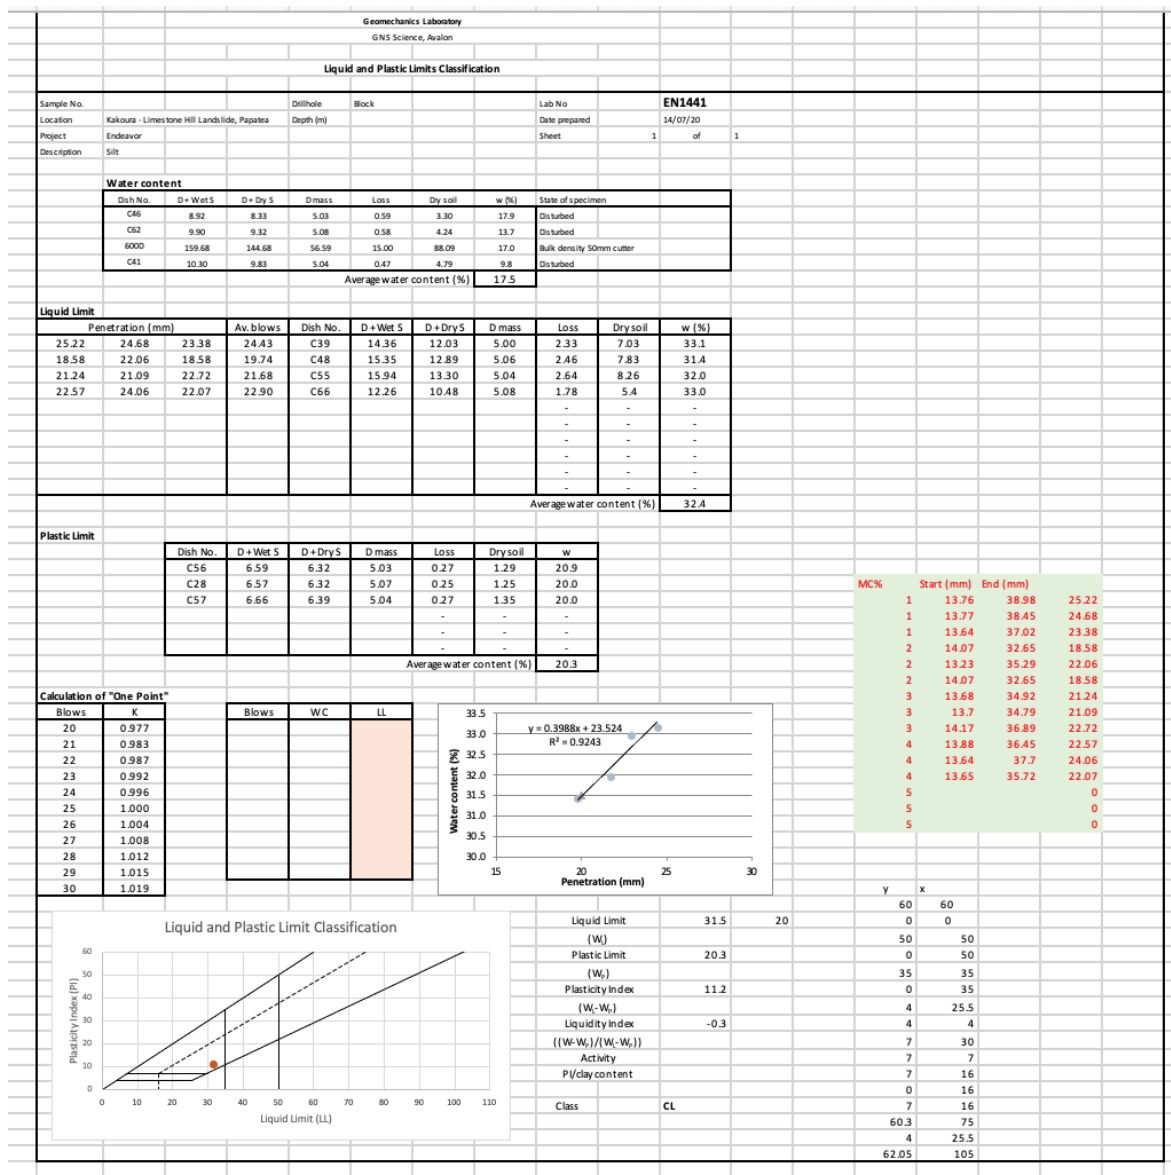 Geomechanics Laboratory
GNS Science, Avalon
Liquid and Plastic Limits Classification
Sample No. Drillhole Block Lab No EN1441
Location Kakoura - Limestone Hill Landslide, Papatea Depth (m) Date prepared 14/07/20
Project Endeavor Sheet 1 of 1
Description Silt
Water content
Dish No. D+ Wet S D+ Dry S D mass Loss Dry soil w (%) State of specimen
C46 8.92 8.33 5.03 0.59 3.30 17.9 Disturbed
C62 9.90 9.32 5.08 0.58 4.24 13.7 Disturbed
600D 159.68 144.68 56.59 15.00 88.09 17.0 Bulk density 50mm cutter
C41 10.30 9.83 5.04 0.47 4.79 9.8 Disturbed
Average water content (%) 17.5
Liquid Limit
Penetration (mm) Av. blows Dish No. D+Wet S D+Dry S D mass Loss Dry soil w (%)
25.22 24.68 23.38 24.43 C39 14.36 12.03 5.00 2.33 7.03 33.1
18.58 22.06 18.58 19.74 C48 15.35 12.89 5.06 2.46 7.83 31.4
21.24 21.09 22.72 21.68 C55 15.94 13.30 5.04 2.64 8.26 32.0
22.57 24.06 22.07 22.90 C66 12.26 10.48 5.08 1.78 5.4 33.0
- - -
- - -
- - -
- - -
- - -
- - -
Average water content (%) 32.4
Plastic Limit
Dish No. D+Wet S D+Dry S D mass Loss Dry soil w
C56 6.59 6.32 5.03 0.27 1.29 20.9
C28 6.57 6.32 5.07 0.25 1.25 20.0
C57 6.66 6.39 5.04 0.27 1.35 20.0
- - -
- - -
- - -
Average water content (%) 20.3
MC% Start (mm) End (mm)
1 13.76 38.98 25.22
1 13.77 38.45 24.68
1 13.64 37.02 23.38
2 14.07 32.65 18.58
2 13.23 35.29 22.06
2 14.07 32.65 18.58
3 13.68 34.92 21.24
3 13.7 34.79 21.09
3 14.17 36.89 22.72
4 13.88 36.45 22.57
4 13.64 37.7 24.06
4 13.65 35.72 22.07
5 0
5 0
5 0
Calculation of "One Point"
Blows K
20 0.977
21 0.983
22 0.987
23 0.992
24 0.996
25 1.000
26 1.004
27 1.008
28 1.012
29 1.015
30 1.019
Blows WC LL
y = 0.3988x + 23.524
R² = 0.9243
Water content (%)
33.5
33.0
32.5
32.0
31.5
31.0
30.5
30.0
15 20 25 30
Penetration (mm)
Liquid and Plastic Limit Classification
Plasticity Index (PI)
60
50
40
30
20
10
0
0 10 20 30 40 50 60 70 80 90 100 110
Liquid Limit (LL)
Liquid Limit 31.5 20
(WL)
Plastic Limit 20.3
(WP)
Plasticity Index 11.2
(WL-WP)
Liquidity Index -0.3
((W-WP)/(WL-WP))
Activity
PI/clay content
Class CL
y x
60 60
0 0
50 50
0 50
35 35
0 35
4 25.5
4 4
7 30
7 7
7 16
0 16
7 16
60.3 75
4 25.5
62.05 105